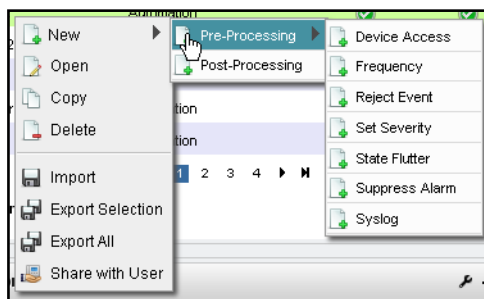 Automation
New
Pre-Processing
Device Access
Open
Post-Processing
Frequency
Copy
tion
Reject Event
Delete
tion
Set Severity
1 2 3 4
State Flutter
Import
Suppress Alarm
Export Selection
Syslog
Export All
Share with User